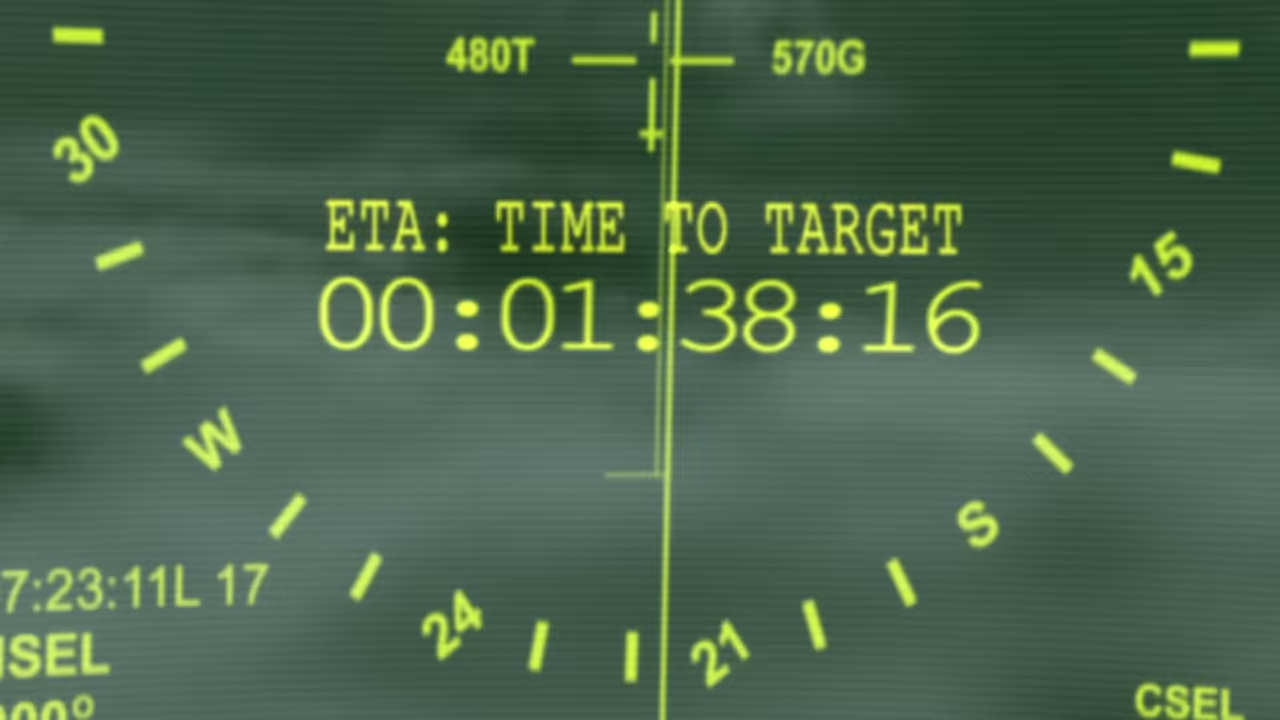 480T 570G
30
ETA: TIME TO TARGET
15
00:01:38:16
W
S
7:23:11L 17
24
21
SEL
CSEL